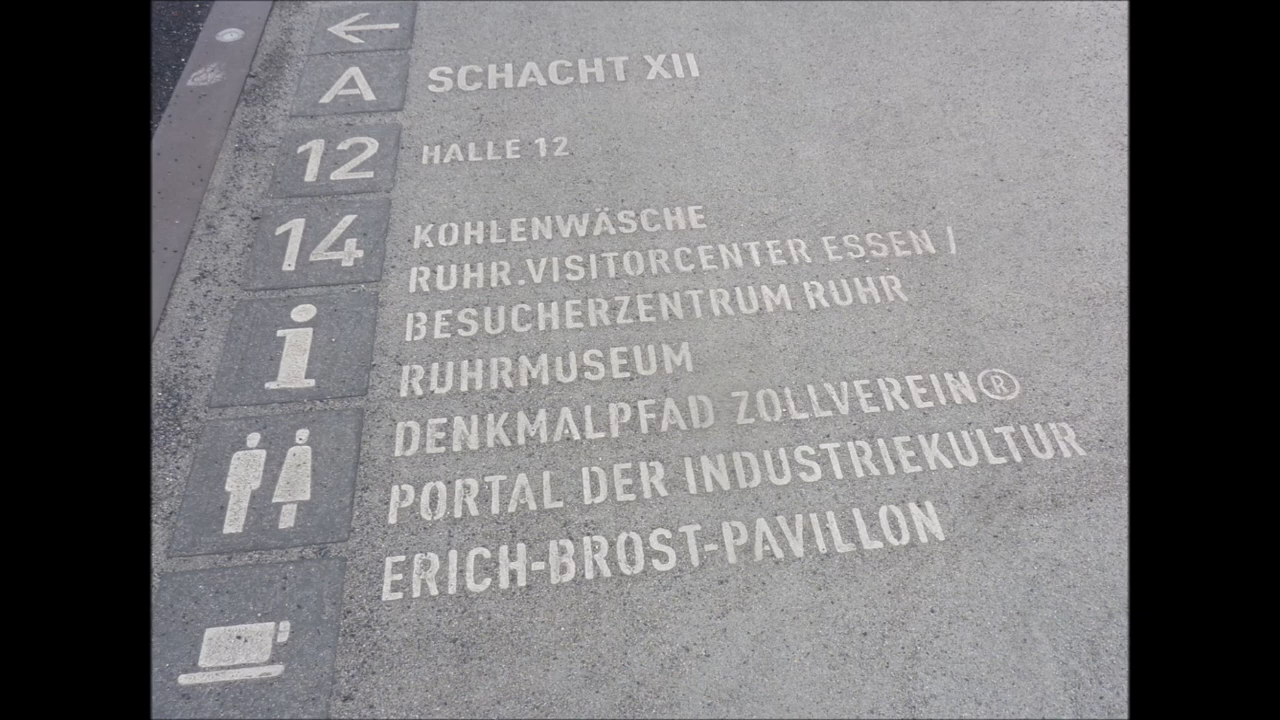 A SCHACHT XII
12 HALLE 12
14 KOHLENWÄSCHE
RUHR.VISITORCENTER ESSEN /
BESUCHERZENTRUM RUHR
RUHRMUSEUM
DENKMALPFAD ZOLLVEREIN®
PORTAL DER INDUSTRIEKULTUR
ERICH-BROST-PAVILLON